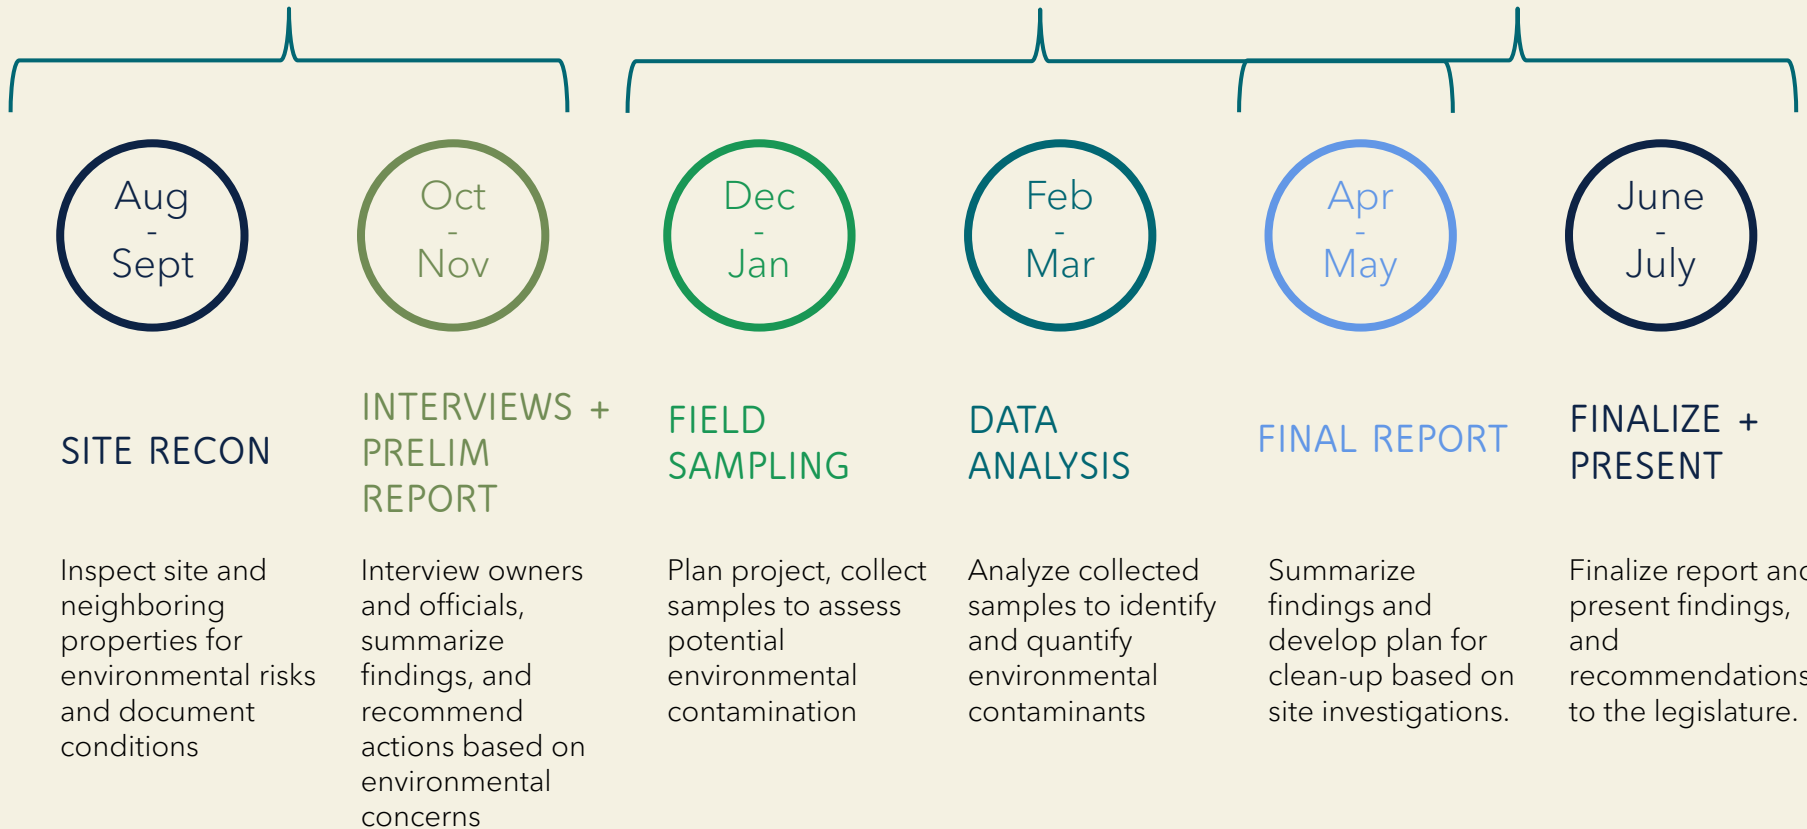 Aug
-
Sept
SITE RECON
Inspect site and
neighboring
properties for
environmental risks
and document
conditions
Oct
-
Nov
INTERVIEWS +
PRELIM
REPORT
Interview owners
and officials,
summarize
findings, and
recommend
actions based on
environmental
concerns
Dec
-
Jan
FIELD
SAMPLING
Plan project, collect
samples to assess
potential
environmental
contamination
Feb
-
Mar
DATA
ANALYSIS
Analyze collected
samples to identify
and quantify
environmental
contaminants
Apr
-
May
FINAL REPORT
Summarize
findings and
develop plan for
clean-up based on
site investigations.
June
-
July
FINALIZE +
PRESENT
Finalize report and
present findings,
and
recommendations
to the legislature.